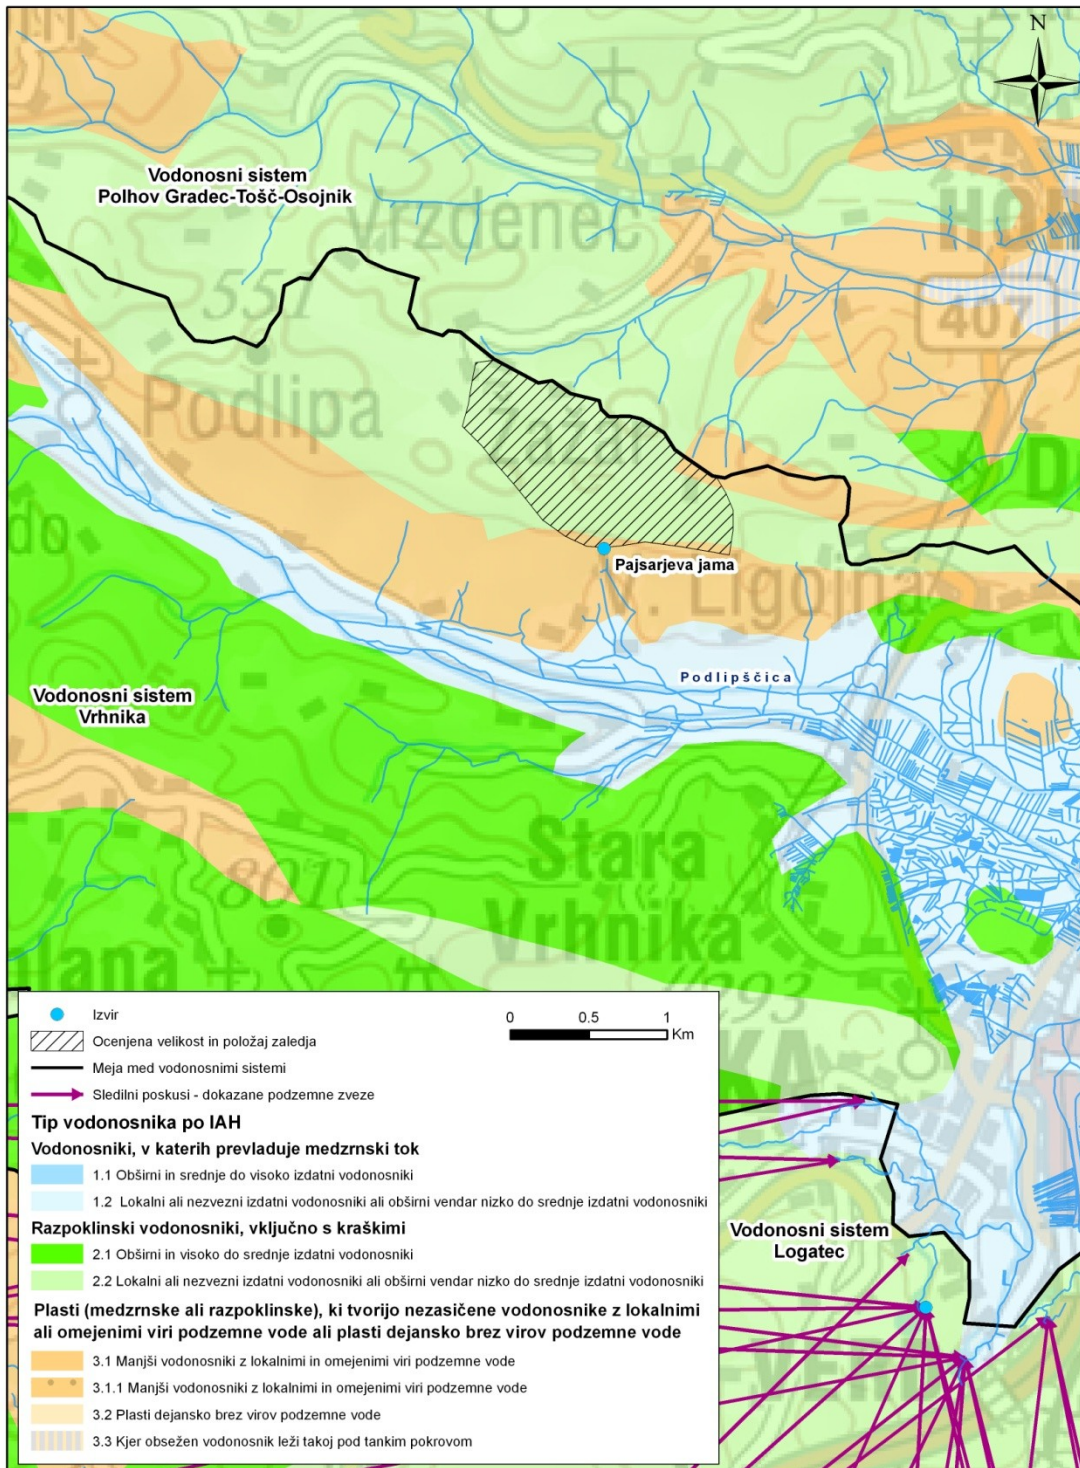 N
Vodonosni sistem
Polhov Gradec-Tošč-Osojnik
Vrzdenec
551
407
Podlipa
Žažar
Pajsarjeva jama
V. Ligojna
Podlipščica
Vodonosni sistem
Vrhnika
Stara
Vrhnika
801
293
Vodonosni sistem
Logatec
Izvir
0 0.5 1
Km
Ocenjena velikost in položaj zaledja
Meja med vodonosnimi sistemi
Sledilni poskusi - dokazane podzemne zveze
Tip vodonosnika po IAH
Vodonosniki, v katerih prevladuje medzrnski tok
1.1 Obširni in srednje do visoko izdatni vodonosniki
1.2 Lokalni ali nezvezni izdatni vodonosniki ali obširni vendar nizko do srednje izdatni vodonosniki
Razpoklinski vodonosniki, vključno s kraškimi
2.1 Obširni in visoko do srednje izdatni vodonosniki
2.2 Lokalni ali nezvezni izdatni vodonosniki ali obširni vendar nizko do srednje izdatni vodonosniki
Plasti (medzrnske ali razpoklinske), ki tvorijo nezasičene vodonosnike z lokalnimi
ali omejenimi viri podzemne vode ali plasti dejansko brez virov podzemne vode
3.1 Manjši vodonosniki z lokalnimi in omejenimi viri podzemne vode
3.1.1 Manjši vodonosniki z lokalnimi in omejenimi viri podzemne vode
3.2 Plasti dejansko brez virov podzemne vode
3.3 Kjer obsežen vodonosnik leži takoj pod tankim pokrovom